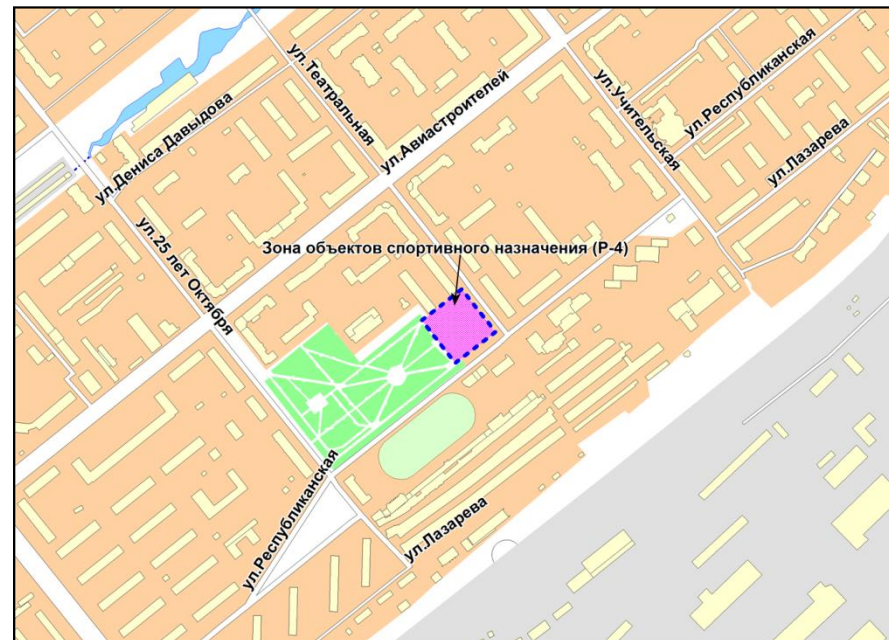 ул.Театральная
ул.Авиастроителей
ул.Учительская
ул.Республиканская
ул.Лазарева
ул.Дениса Давыдова
ул.25 лет Октября
Зона объектов спортивного назначения (Р-4)
ул.Республиканская
ул.Лазарева